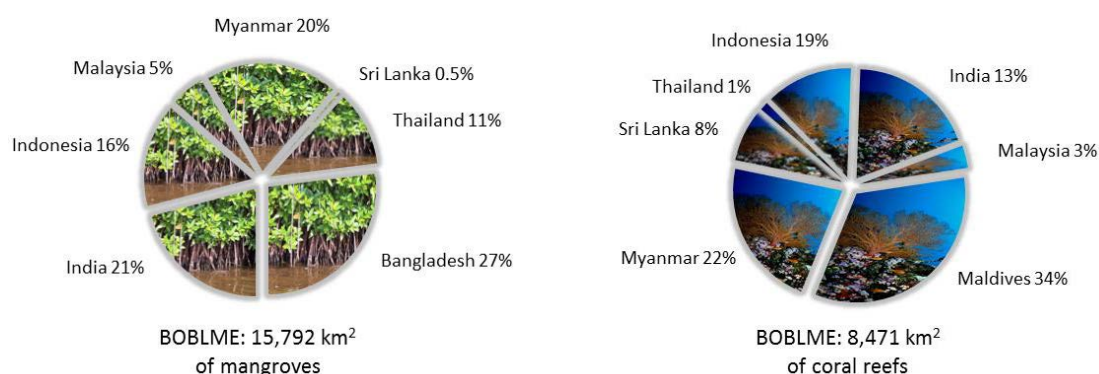 Myanmar 20%
Sri Lanka 0.5%
Malaysia 5%
Thailand 11%
Indonesia 16%
India 21%
Bangladesh 27%
BOBLME: 15,792 km²
of mangroves
Indonesia 19%
India 13%
Thailand 1%
Sri Lanka 8%
Malaysia 3%
Myanmar 22%
Maldives 34%
BOBLME: 8,471 km²
of coral reefs